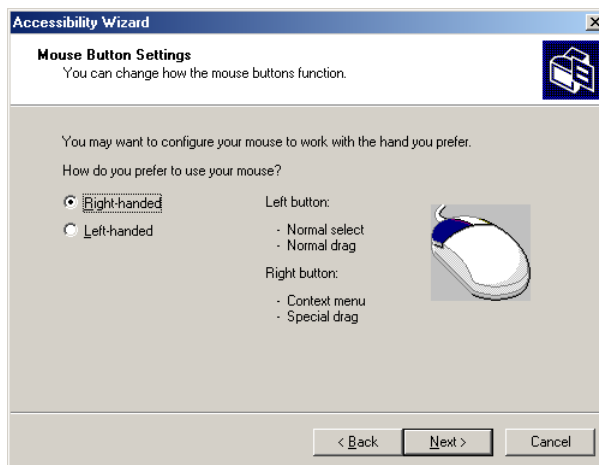 Accessibility Wizard
Mouse Button Settings
You can change how the mouse buttons function.
You may want to configure your mouse to work with the hand you prefer.
How do you prefer to use your mouse?
Right-handed
Left-handed
Left button:
- Normal select
- Normal drag
Right button:
- Context menu
- Special drag
< Back
Next >
Cancel